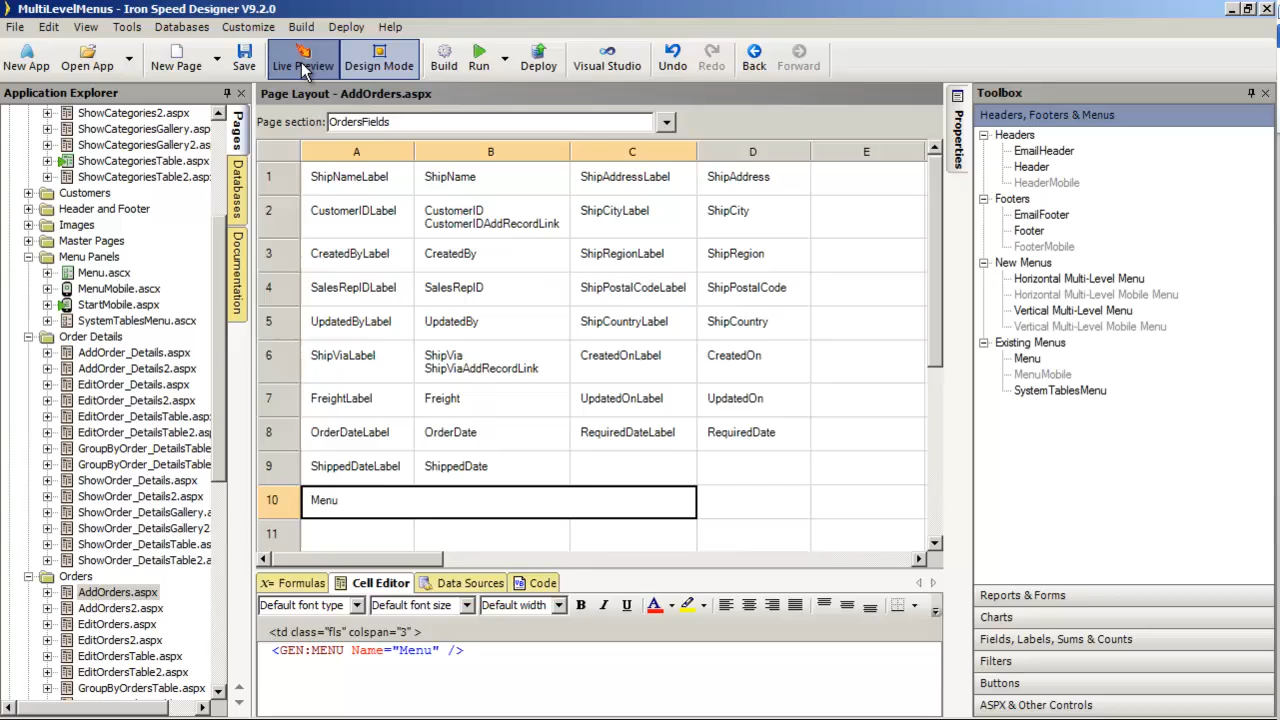 MultiLevelMenus - Iron Speed Designer V9.2.0
File Edit View Tools Databases Customize Build Deploy Help
New App Open App New Page Save Live Preview Design Mode Build Run Deploy Visual Studio Undo Redo Back Forward
Application Explorer
ShowCategories2.aspx
ShowCategoriesGallery.asp
ShowCategoriesGallery2.asp
ShowCategoriesTable.aspx
ShowCategoriesTable2.asp
Customers
Header and Footer
Images
Master Pages
Menu Panels
Menu.ascx
MenuMobile.ascx
StartMobile.aspx
SystemTablesMenu.ascx
Order Details
AddOrder_Details.aspx
AddOrder_Details2.aspx
EditOrder_Details.aspx
EditOrder_Details2.aspx
EditOrder_DetailsTable.asp
EditOrder_DetailsTable2.asp
GroupByOrder_DetailsTable
GroupByOrder_DetailsTable
ShowOrder_Details.aspx
ShowOrder_Details2.aspx
ShowOrder_DetailsGallery.a
ShowOrder_DetailsGallery2
ShowOrder_DetailsTable.as
ShowOrder_DetailsTable2.a
Orders
AddOrders.aspx
AddOrders2.aspx
EditOrders.aspx
EditOrders2.aspx
EditOrdersTable.aspx
EditOrdersTable2.aspx
GroupByOrdersTable.aspx
Pages
Databases
Documentation
Page Layout - AddOrders.aspx
Page section: OrdersFields
A B C D E
1 ShipNameLabel ShipName ShipAddressLabel ShipAddress
2 CustomerIDLabel CustomerID ShipCityLabel ShipCity
CustomerIDAddRecordLink
3 CreatedByLabel CreatedBy ShipRegionLabel ShipRegion
4 SalesRepIDLabel SalesRepID ShipPostalCodeLabel ShipPostalCode
5 UpdatedByLabel UpdatedBy ShipCountryLabel ShipCountry
6 ShipViaLabel ShipVia CreatedOnLabel CreatedOn
ShipViaAddRecordLink
7 FreightLabel Freight UpdatedOnLabel UpdatedOn
8 OrderDateLabel OrderDate RequiredDateLabel RequiredDate
9 ShippedDateLabel ShippedDate
10 Menu
11
X= Formulas Cell Editor Data Sources Code
Default font type Default font size Default width B I U A
<td class="fls" colspan="3" >
<GEN:MENU Name="Menu" />
Properties
Toolbox
Headers, Footers & Menus
Headers
EmailHeader
Header
HeaderMobile
Footers
EmailFooter
Footer
FooterMobile
New Menus
Horizontal Multi-Level Menu
Horizontal Multi-Level Mobile Menu
Vertical Multi-Level Menu
Vertical Multi-Level Mobile Menu
Existing Menus
Menu
MenuMobile
SystemTablesMenu
Reports & Forms
Charts
Fields, Labels, Sums & Counts
Filters
Buttons
ASPX & Other Controls